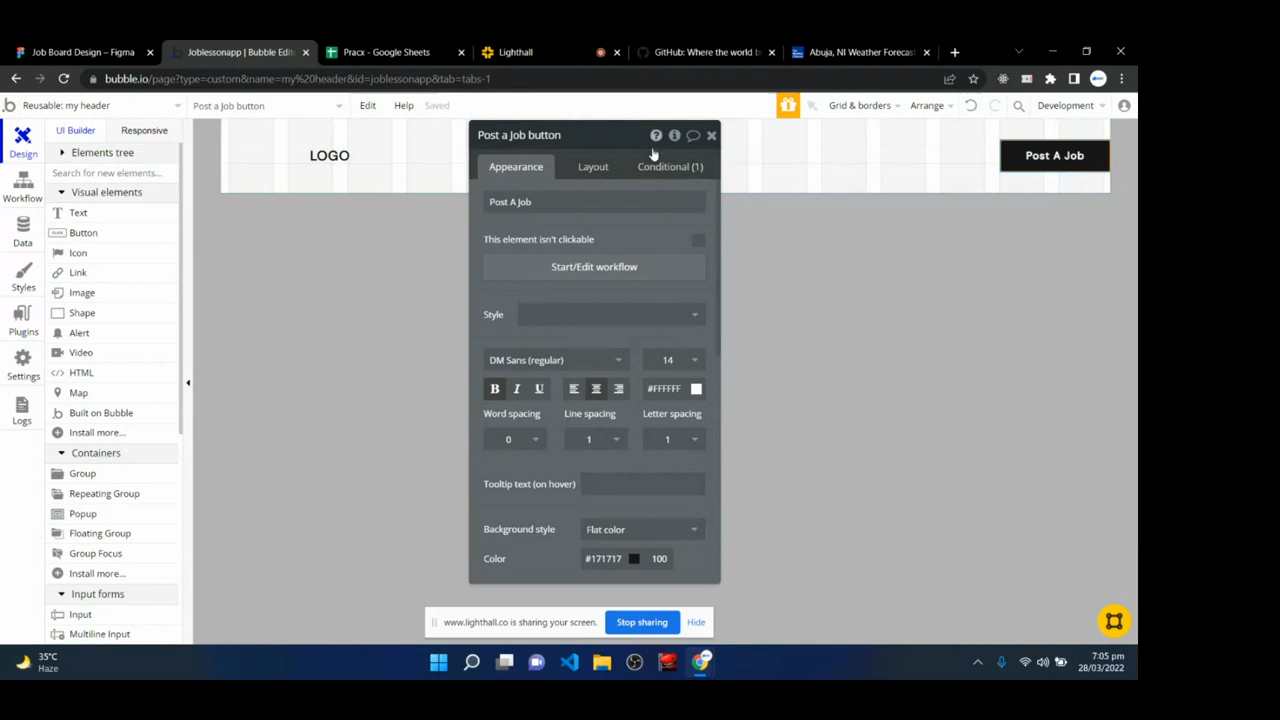 Job Board Design – Figma
Joblessonapp | Bubble Edit
Pracx - Google Sheets
Lighthall
GitHub: Where the world b
Abuja, NI Weather Forecas
bubble.io/page?type=custom&name=my%20header&id=joblessonapp&tab=tabs-1
Reusable: my header
Post a Job button
Edit
Help
Saved
Grid & borders
Arrange
Development
Design
Workflow
Data
Styles
Plugins
Settings
Logs
UI Builder
Responsive
Elements tree
Search for new elements...
Visual elements
Text
CLICK
Button
Icon
Link
Image
Shape
Alert
Video
</> HTML
Map
Built on Bubble
Install more...
Containers
Group
Repeating Group
Popup
Floating Group
Group Focus
Install more...
Input forms
Input
Multiline Input
LOGO
Post A Job
Post a Job button
Appearance
Layout
Conditional (1)
Post A Job
This element isn't clickable
Start/Edit workflow
Style
DM Sans (regular)
14
B I U
#FFFFFF
Word spacing
Line spacing
Letter spacing
0
1
1
Tooltip text (on hover)
Background style
Flat color
Color
#171717
100
www.lighthall.co is sharing your screen.
Stop sharing
Hide
35°C
Haze
7:05 pm
28/03/2022